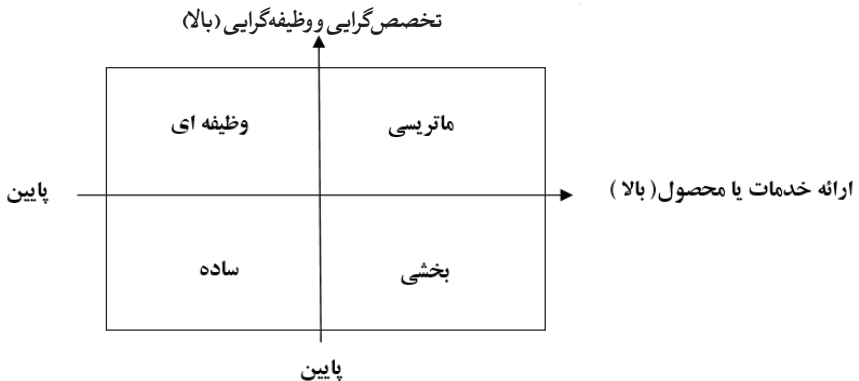 تخصص‌گرایی و وظیفه‌گرایی (بالا)
ماتریسی
وظیفه ای
ارائه خدمات یا محصول( بالا )
پایین
بخشی
ساده
پایین